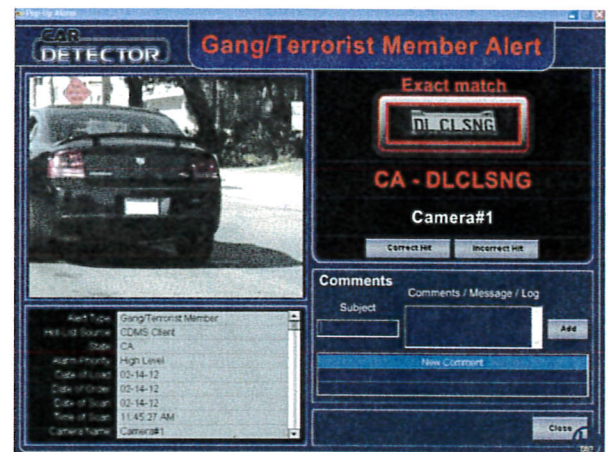 Pop-Up Alarm
CAR
DETECTOR
Gang/Terrorist Member Alert
Exact match
DLCLSNG
CA - DLCLSNG
Camera#1
Correct Hit
Incorrect Hit
Alert Type Gang/Terrorist Member
Hot-List Source CDMS Client
State CA
Alarm Priority High Level
Date of Load 02-14-12
Date of Order 02-14-12
Date of Scan 02-14-12
Time of Scan 11:45:27 AM
Camera Name Camera#1
Comments
Subject
Comments / Message / Log
Add
New Comment
Close